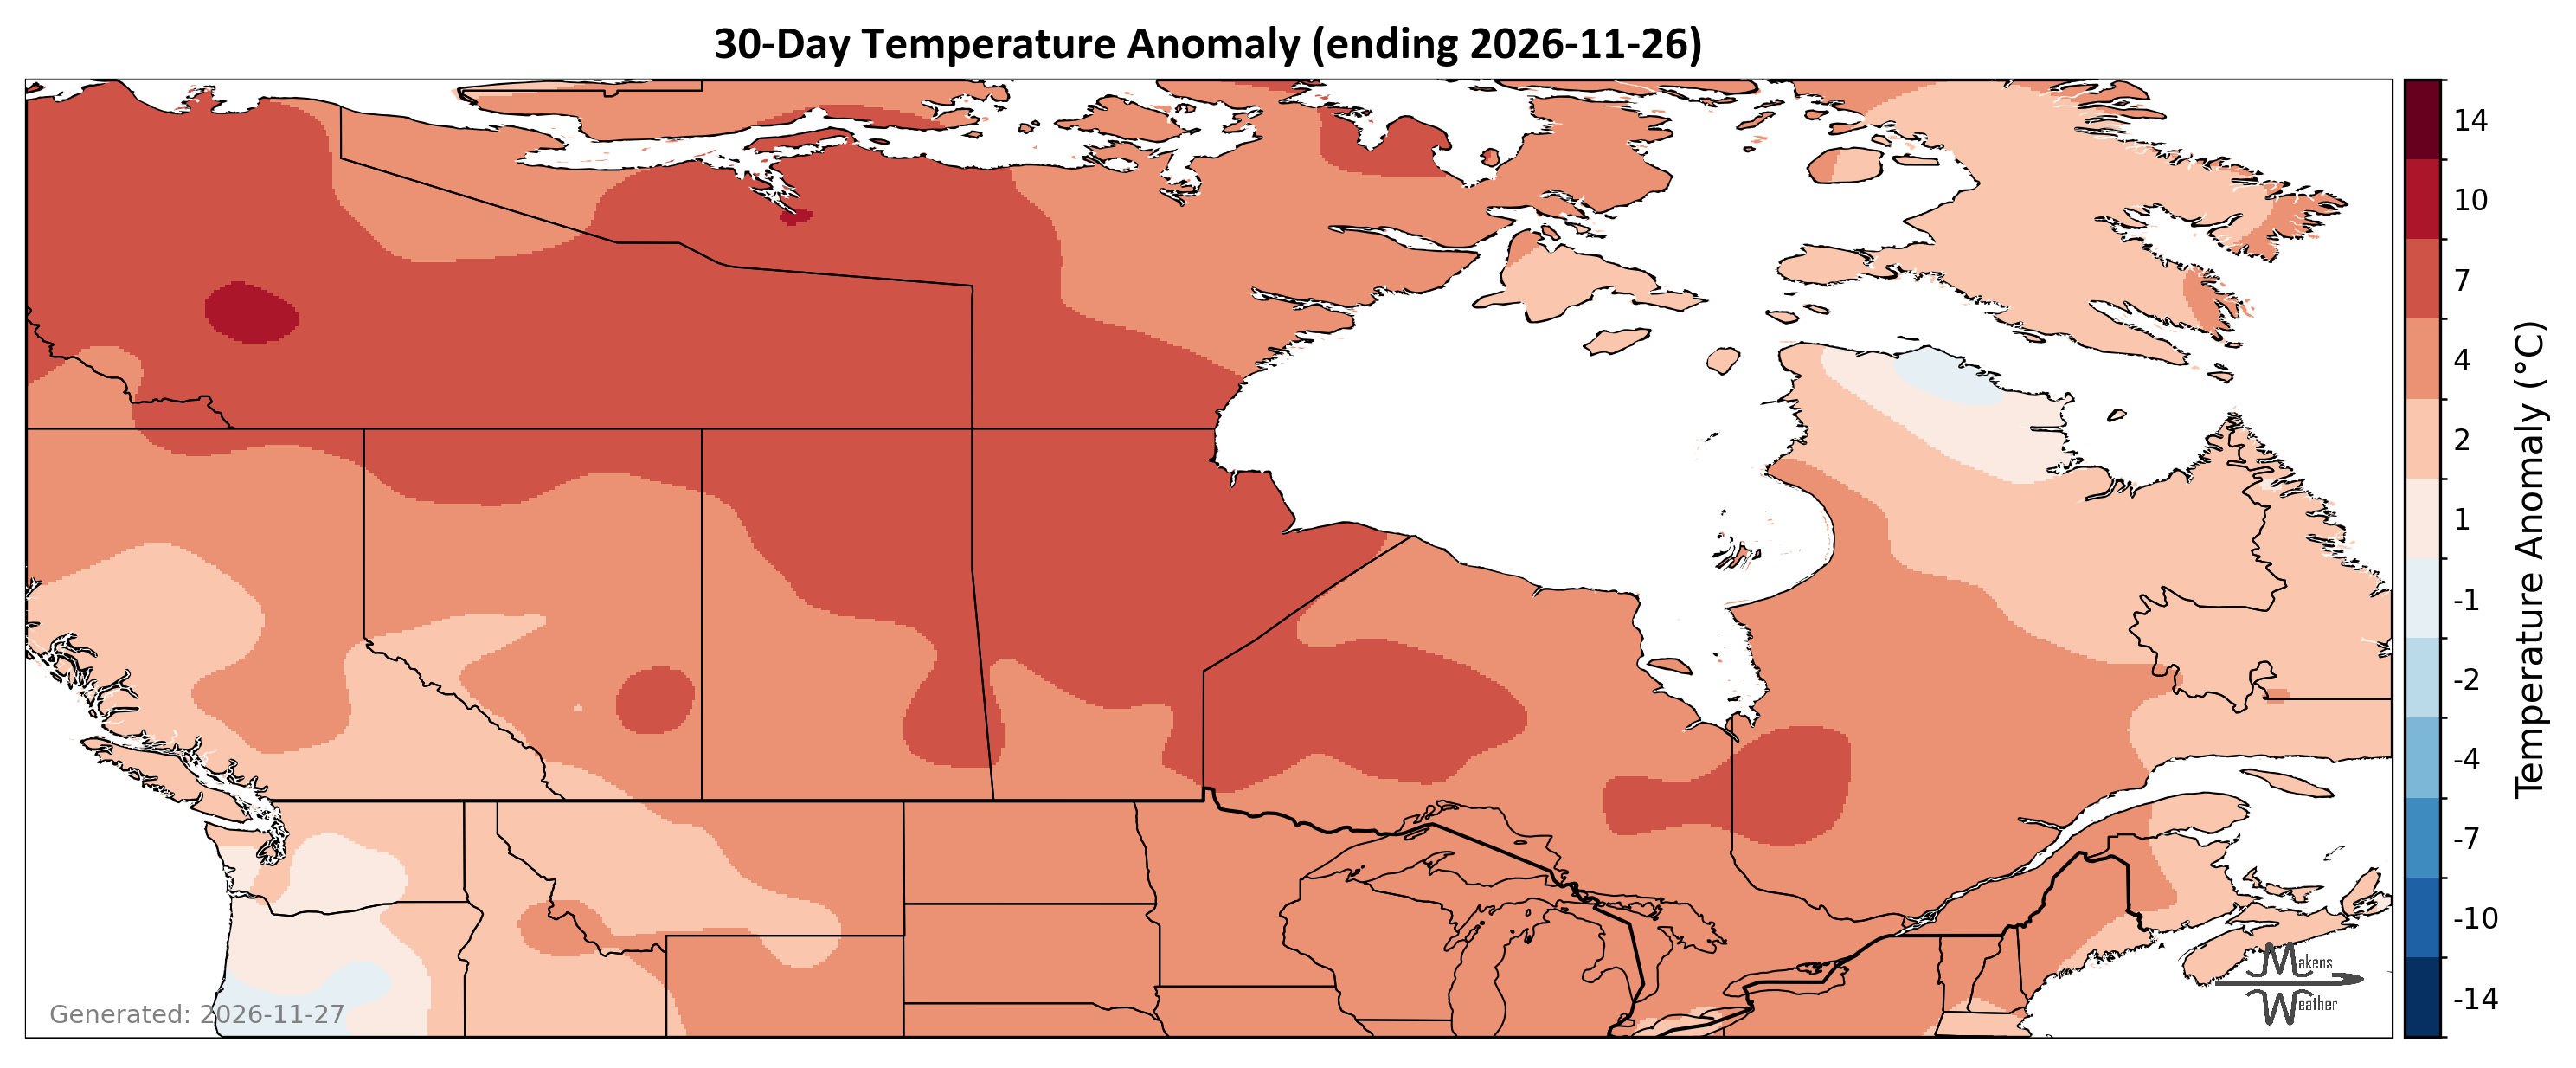 30-Day Temperature Anomaly (ending 2026-11-26)
14
10
7
4
2
1
-1
-2
-4
-7
-10
-14
Temperature Anomaly (°C)
Makens
Weather
Generated: 2026-11-27